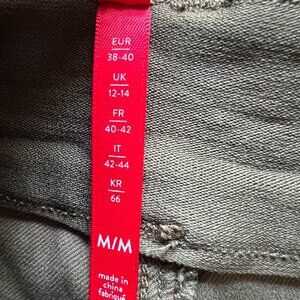 EUR
38-40
UK
12-14
FR
40-42
IT
42-44
KR
66
M/M
made in
china
fabriqué